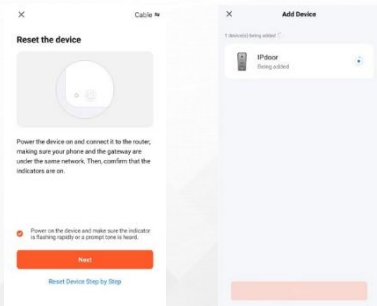 Cable
Reset the device
Power the device on and connect it to the router,
making sure your phone and the gateway are
under the same network. Then, comfirm that the
indicators are on.
Power on the device and make sure the indicator
is flashing rapidly or a prompt tone is heard.
Next
Reset Device Step by Step
Add Device
1 device(s) being added
IPdoor
Being added